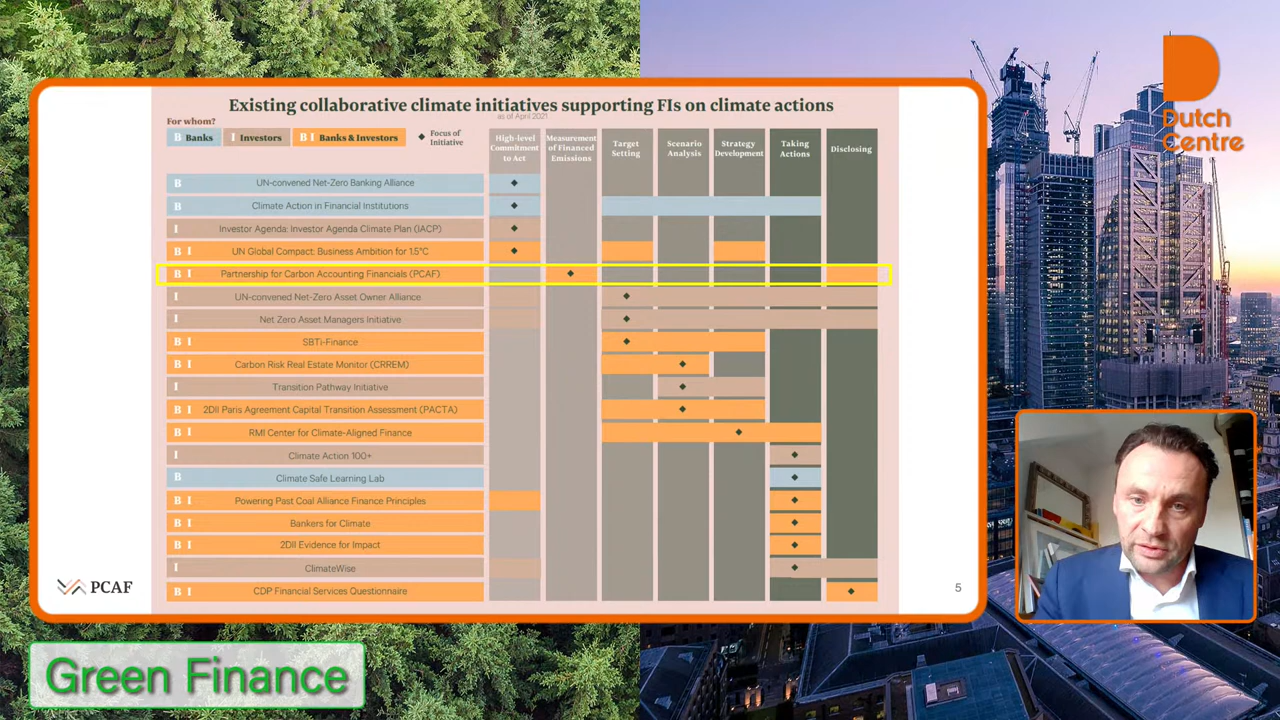 Existing collaborative climate initiatives supporting FIs on climate actions
as of April 2021
For whom?
B Banks
I Investors
B I Banks & Investors
Focus of
Initiative
High-level
Commitment
to Act
Measurement
of Financed
Emissions
Target
Setting
Scenario
Analysis
Strategy
Development
Taking
Actions
Disclosing
B UN-convened Net-Zero Banking Alliance
B Climate Action in Financial Institutions
I Investor Agenda: Investor Agenda Climate Plan (IACP)
B I UN Global Compact: Business Ambition for 1.5°C
B I Partnership for Carbon Accounting Financials (PCAF)
I UN-convened Net-Zero Asset Owner Alliance
I Net Zero Asset Managers Initiative
B I SBTi-Finance
B I Carbon Risk Real Estate Monitor (CRREM)
I Transition Pathway Initiative
B I 2DII Paris Agreement Capital Transition Assessment (PACTA)
B I RMI Center for Climate-Aligned Finance
I Climate Action 100+
B Climate Safe Learning Lab
B I Powering Past Coal Alliance Finance Principles
B I Bankers for Climate
B I 2DII Evidence for Impact
I ClimateWise
B I CDP Financial Services Questionnaire
PCAF
5
Dutch
Centre
Green Finance